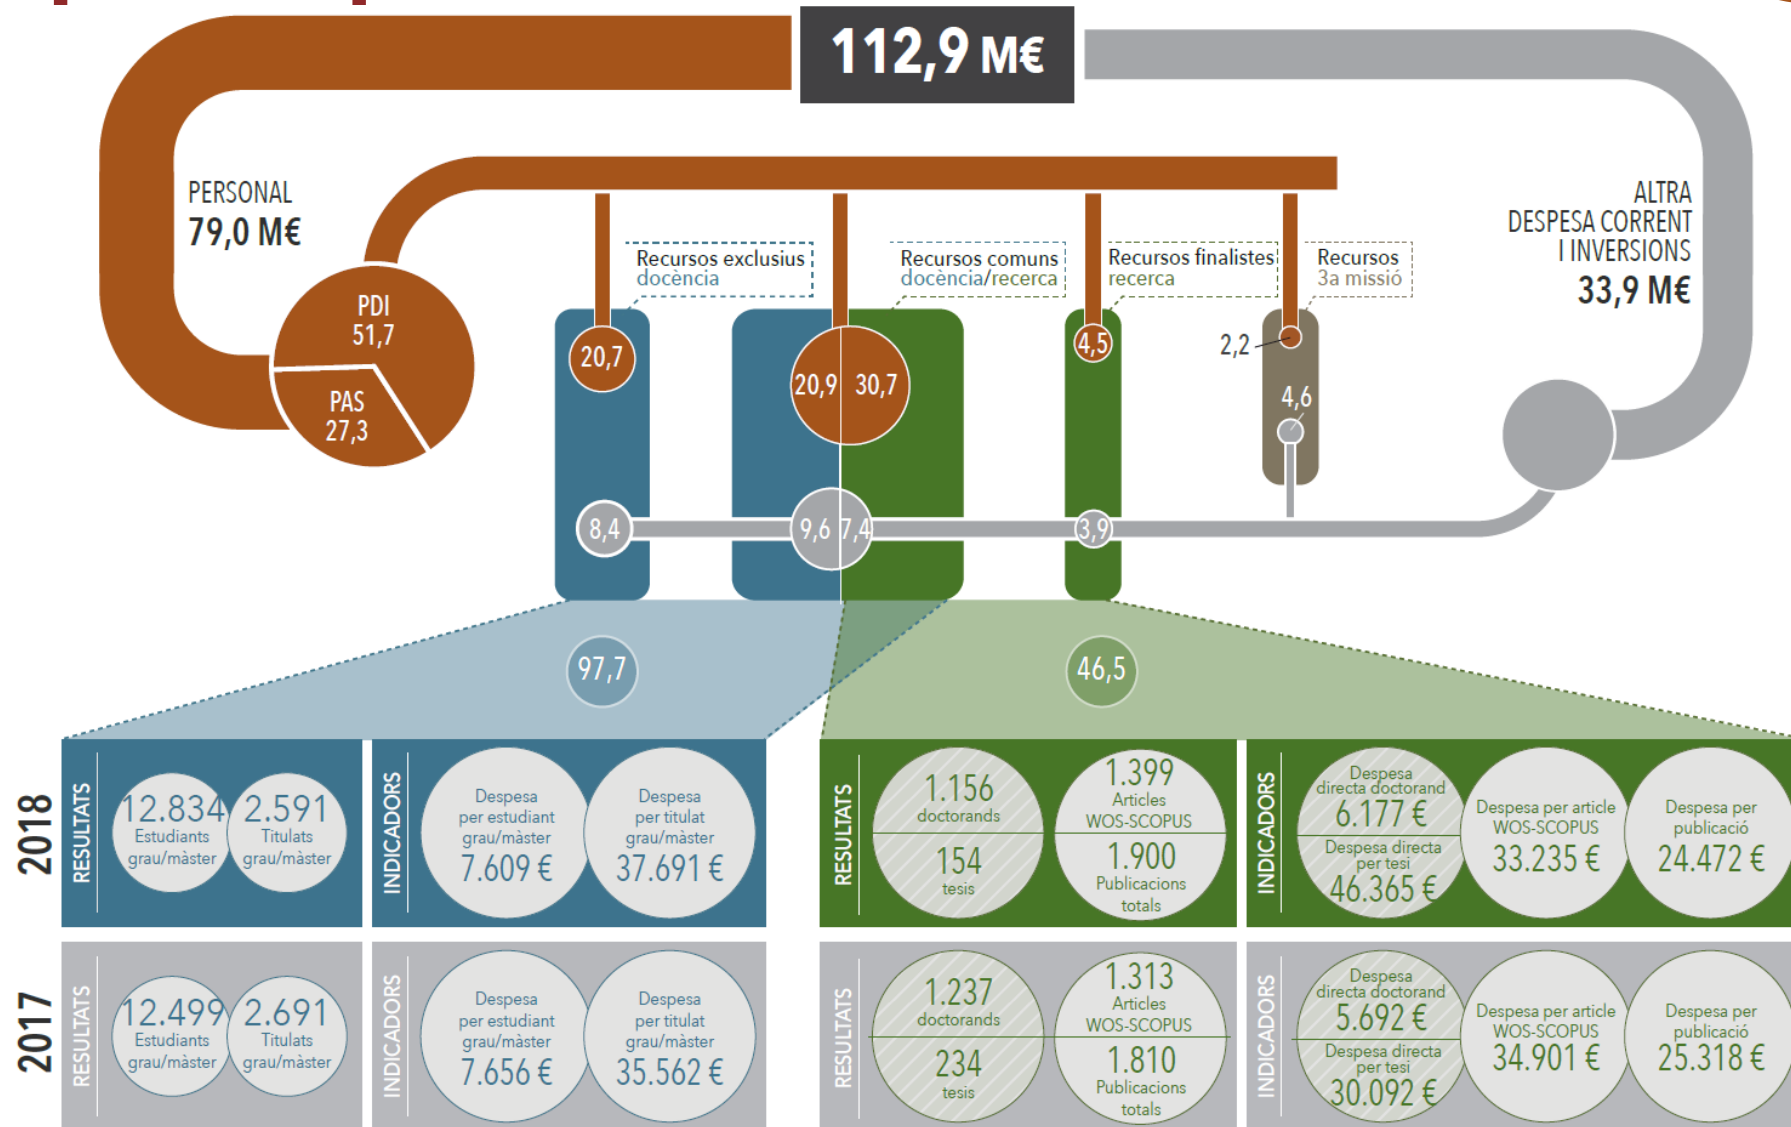 112,9 M€
PERSONAL
79,0 M€
ALTRA
DESPESA CORRENT
I INVERSIONS
33,9 M€
PDI
51,7
PAS
27,3
Recursos exclusius
docència
Recursos comuns
docència/recerca
Recursos finalistes
recerca
Recursos
3a missió
20,7
20,9
30,7
4,5
2,2
4,6
8,4
9,6
7,4
3,9
97,7
46,5
2018
RESULTATS
12.834
Estudiants
grau/màster
2.591
Titulats
grau/màster
INDICADORS
Despesa
per estudiant
grau/màster
7.609 €
Despesa
per titulat
grau/màster
37.691 €
RESULTATS
1.156
doctorands
154
tesis
1.399
Articles
WOS-SCOPUS
1.900
Publicacions
totals
INDICADORS
Despesa
directa doctorand
6.177 €
Despesa directa
per tesi
46.365 €
Despesa per article
WOS-SCOPUS
33.235 €
Despesa per
publicació
24.472 €
2017
RESULTATS
12.499
Estudiants
grau/màster
2.691
Titulats
grau/màster
INDICADORS
Despesa
per estudiant
grau/màster
7.656 €
Despesa
per titulat
grau/màster
35.562 €
RESULTATS
1.237
doctorands
234
tesis
1.313
Articles
WOS-SCOPUS
1.810
Publicacions
totals
INDICADORS
Despesa
directa doctorand
5.692 €
Despesa directa
per tesi
30.092 €
Despesa per article
WOS-SCOPUS
34.901 €
Despesa per
publicació
25.318 €